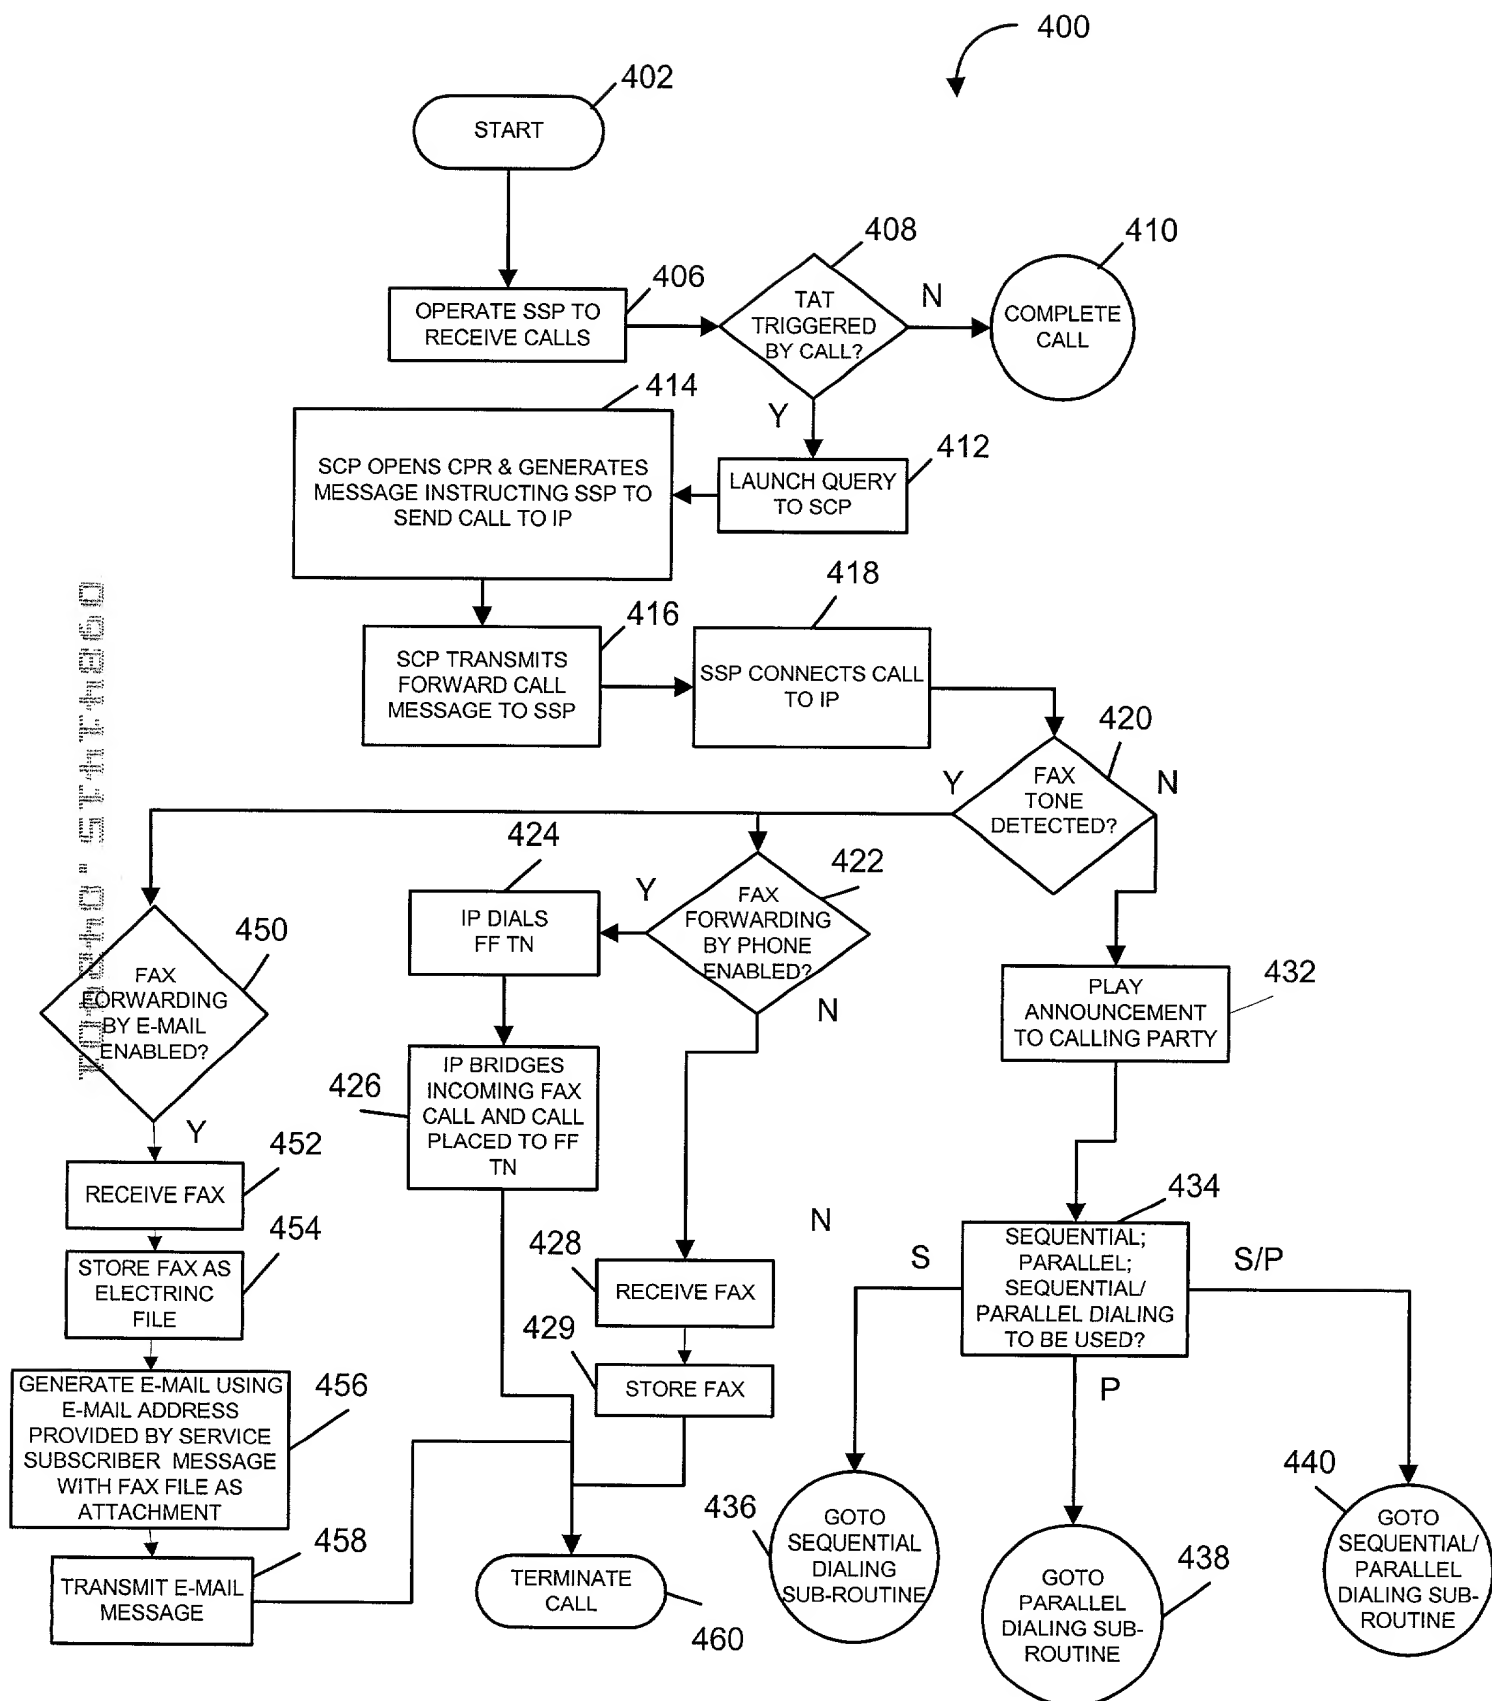 400
402
START
408
410
406
OPERATE SSP TO
RECEIVE CALLS
TAT
TRIGGERED
BY CALL?
N
COMPLETE
CALL
Y
414
412
SCP OPENS CPR & GENERATES
MESSAGE INSTRUCTING SSP TO
SEND CALL TO IP
LAUNCH QUERY
TO SCP
418
416
SCP TRANSMITS
FORWARD CALL
MESSAGE TO SSP
SSP CONNECTS CALL
TO IP
420
Y
FAX
TONE
DETECTED?
N
424
422
Y
IP DIALS
FF TN
FAX
FORWARDING
BY PHONE
ENABLED?
N
450
FAX
FORWARDING
BY E-MAIL
ENABLED?
Y
432
PLAY
ANNOUNCEMENT
TO CALLING PARTY
426
IP BRIDGES
INCOMING FAX
CALL AND CALL
PLACED TO FF
TN
452
RECEIVE FAX
454
STORE FAX AS
ELECTRINC
FILE
N
434
S
SEQUENTIAL;
PARALLEL;
SEQUENTIAL/
PARALLEL DIALING
TO BE USED?
S/P
P
428
RECEIVE FAX
429
STORE FAX
456
GENERATE E-MAIL USING
E-MAIL ADDRESS
PROVIDED BY SERVICE
SUBSCRIBER MESSAGE
WITH FAX FILE AS
ATTACHMENT
458
TRANSMIT E-MAIL
MESSAGE
TERMINATE
CALL
460
436
GOTO
SEQUENTIAL
DIALING
SUB-ROUTINE
438
GOTO
PARALLEL
DIALING SUB-
ROUTINE
440
GOTO
SEQUENTIAL/
PARALLEL
DIALING SUB-
ROUTINE